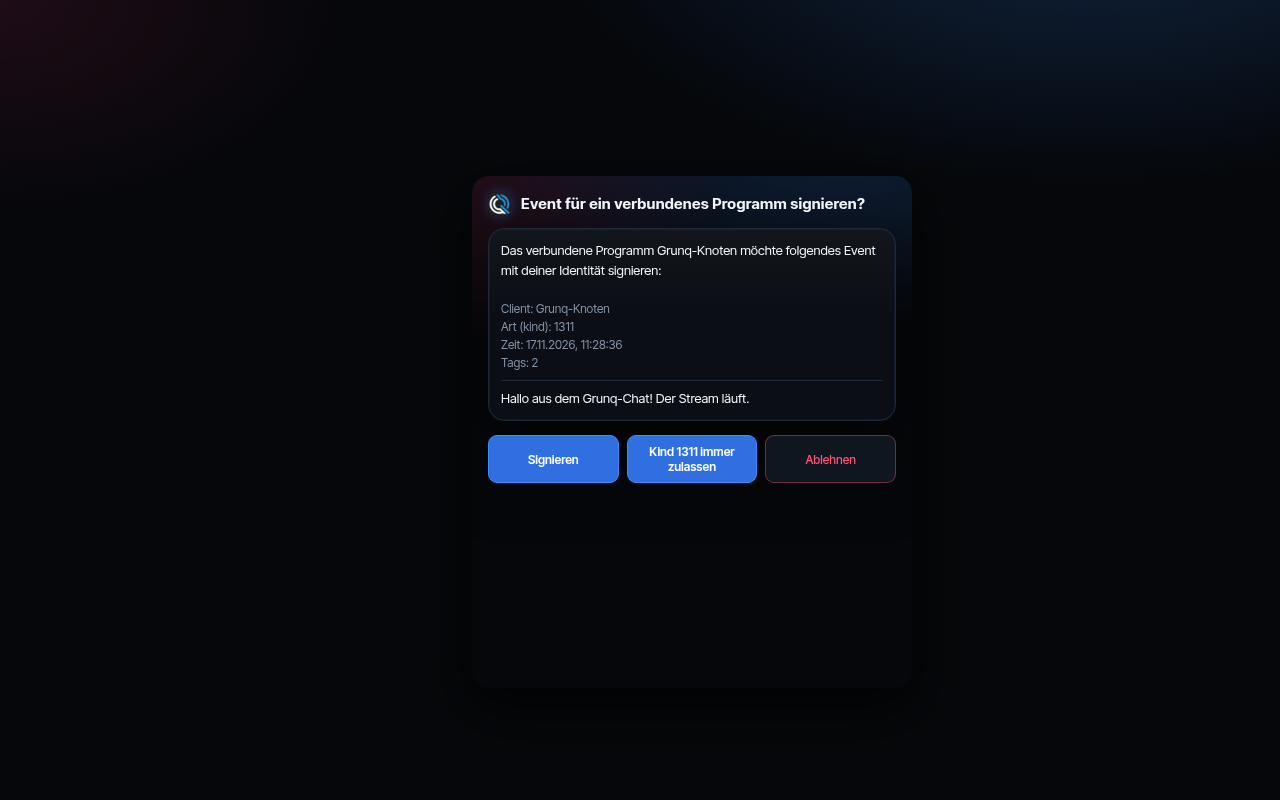 Event für ein verbundenes Programm signieren?
Das verbundene Programm Grunq-Knoten möchte folgendes Event
mit deiner Identität signieren:
Client: Grunq-Knoten
Art (kind): 1311
Zeit: 17.11.2026, 11:28:36
Tags: 2
Hallo aus dem Grunq-Chat! Der Stream läuft.
Signieren
Kind 1311 immer
zulassen
Ablehnen